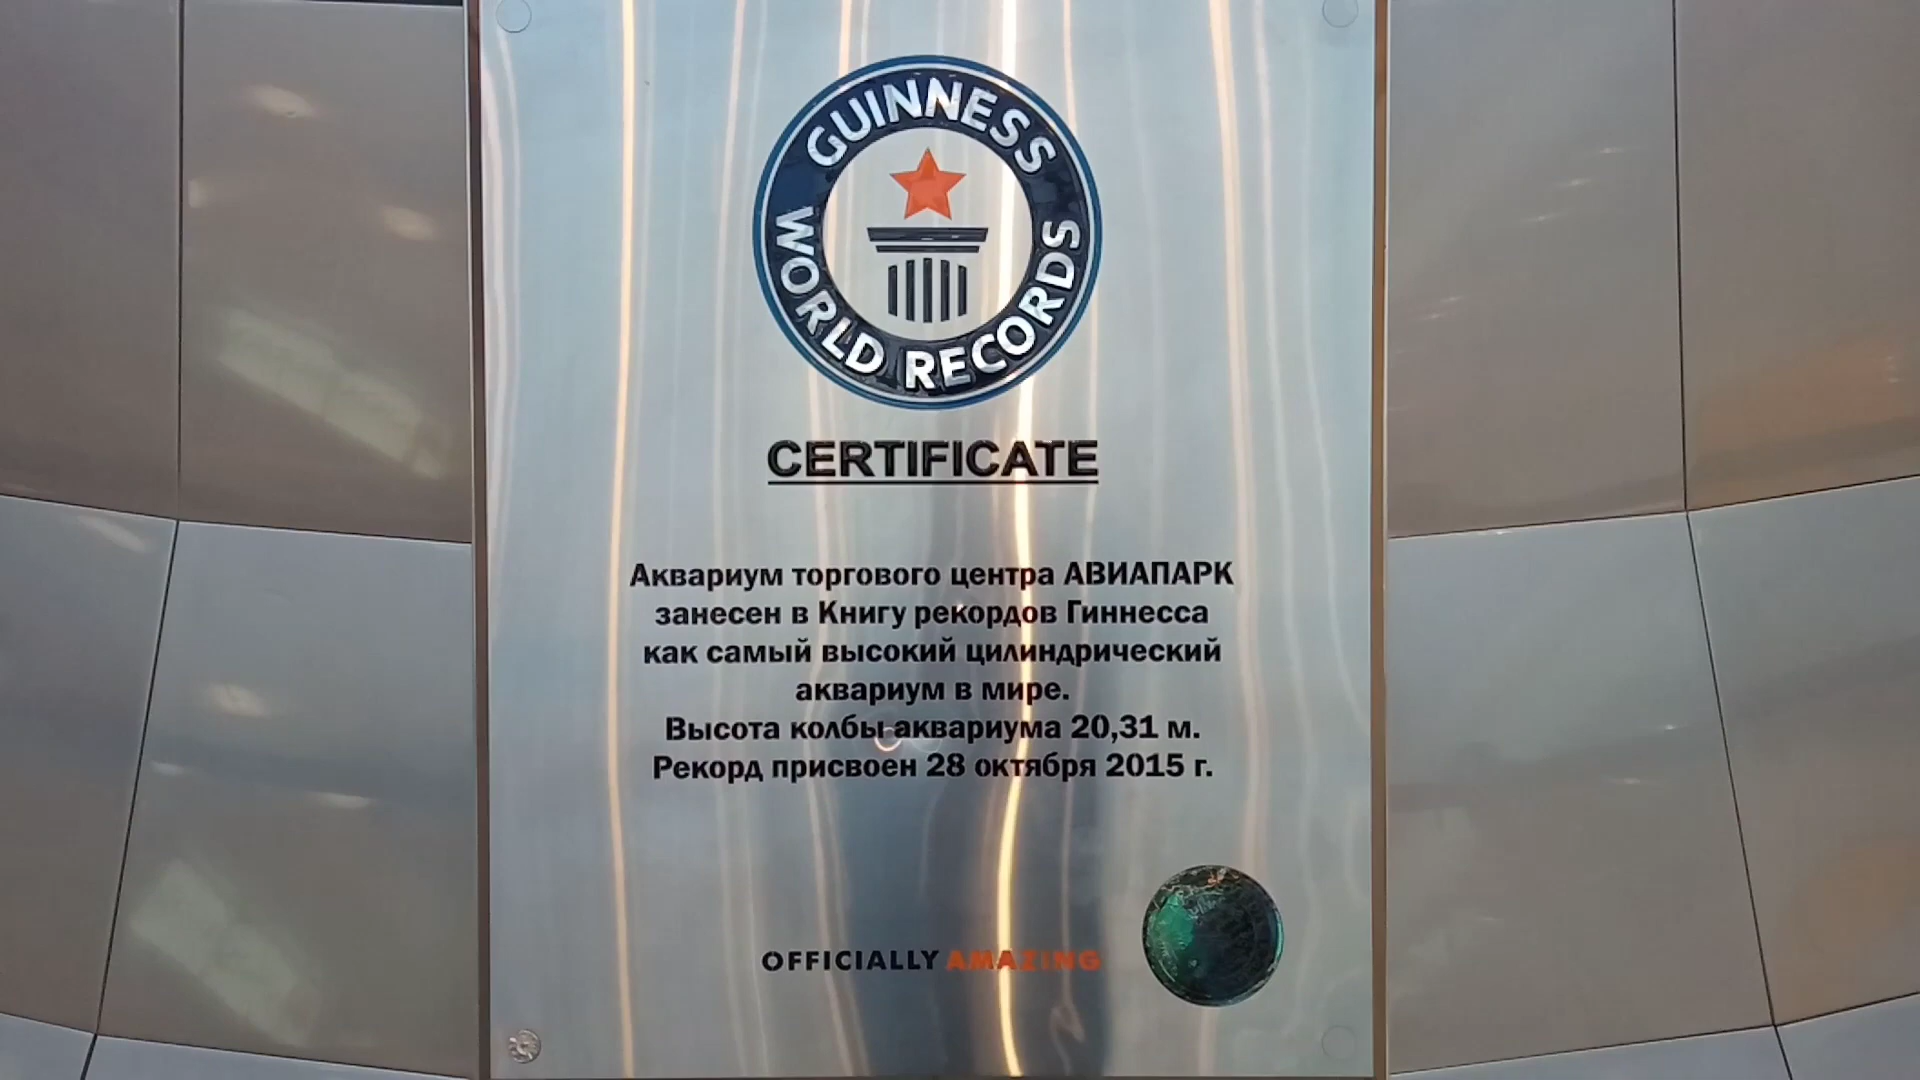 GUINNESS
WORLD RECORDS
CERTIFICATE
Аквариум торгового центра АВИАПАРК
занесен в Книгу рекордов Гиннесса
как самый высокий цилиндрический
аквариум в мире.
Высота колбы аквариума 20,31 м.
Рекорд присвоен 28 октября 2015 г.
OFFICIALLY AMAZING